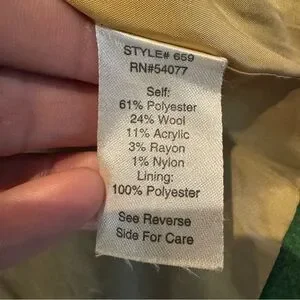 STYLE# 659
RN#54077
Self:
61% Polyester
24% Wool
11% Acrylic
3% Rayon
1% Nylon
Lining:
100% Polyester
See Reverse
Side For Care